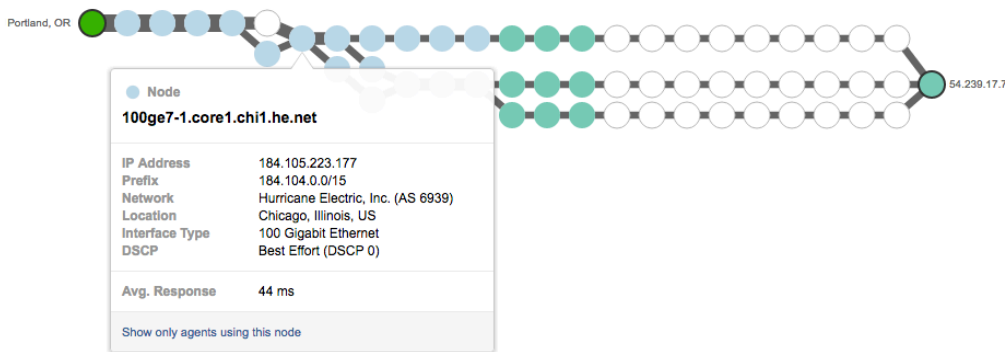 Portland, OR
54.239.17.7
Node
100ge7-1.core1.chi1.he.net
IP Address 184.105.223.177
Prefix 184.104.0.0/15
Network Hurricane Electric, Inc. (AS 6939)
Location Chicago, Illinois, US
Interface Type 100 Gigabit Ethernet
DSCP Best Effort (DSCP 0)
Avg. Response 44 ms
Show only agents using this node